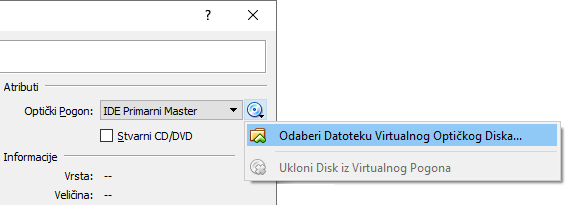 Atributi
Optički Pogon: IDE Primarni Master
Stvarni CD/DVD
Odaberi Datoteku Virtualnog Optičkog Diska...
Ukloni Disk iz Virtualnog Pogona
Informacije
Vrsta: --
Veličina: --